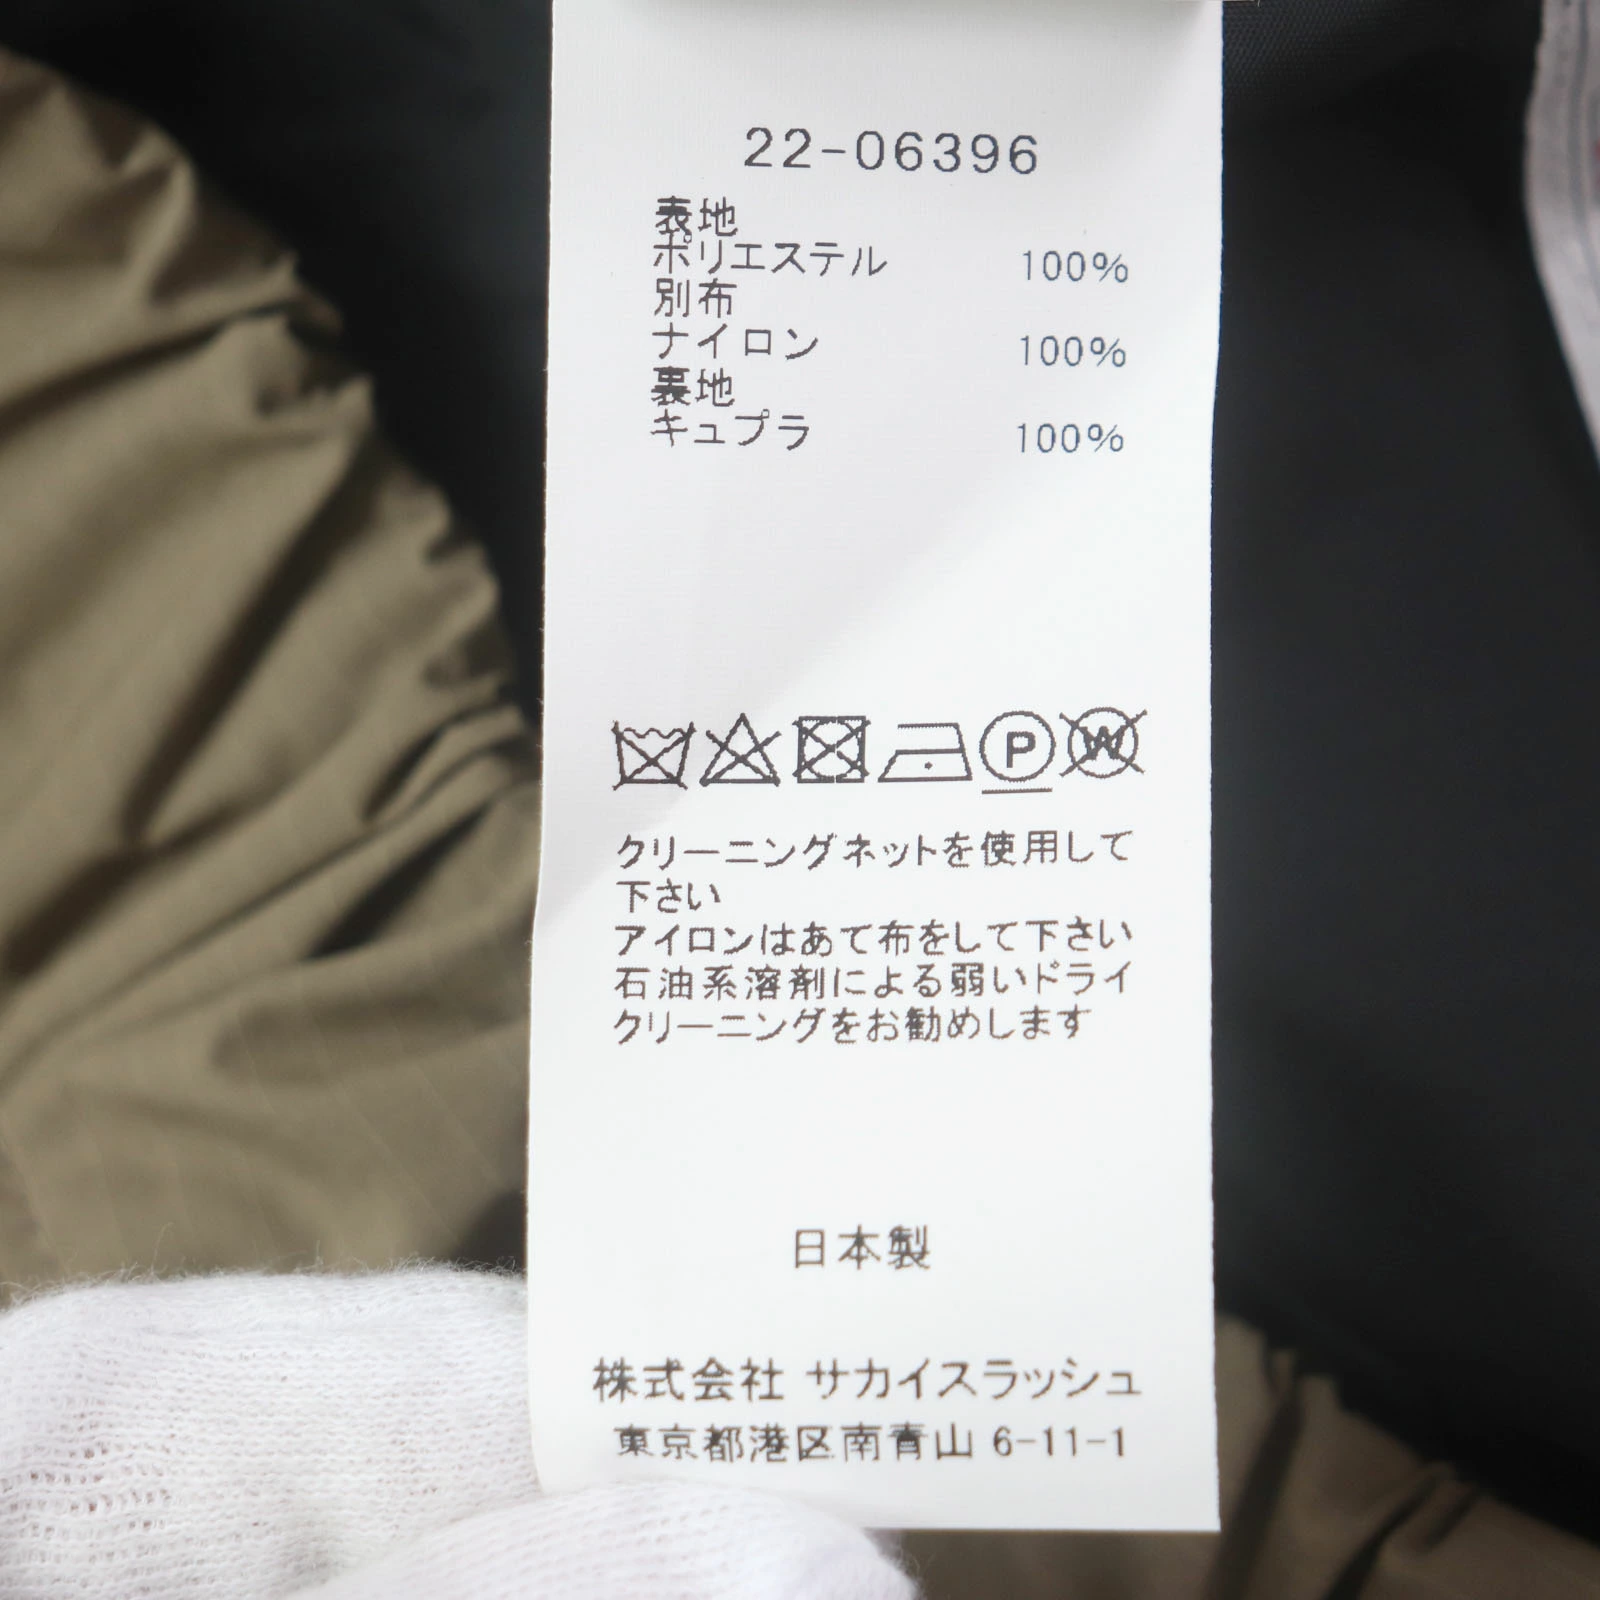 22-06396
表地
ポリエステル 100%
別布
ナイロン 100%
裏地
キュプラ 100%
P W
クリーニングネットを使用して
下さい
アイロンはあて布をして下さい
石油系溶剤による弱いドライ
クリーニングをお勧めします
日本製
株式会社 サカイスラッシュ
東京都港区南青山 6-11-1